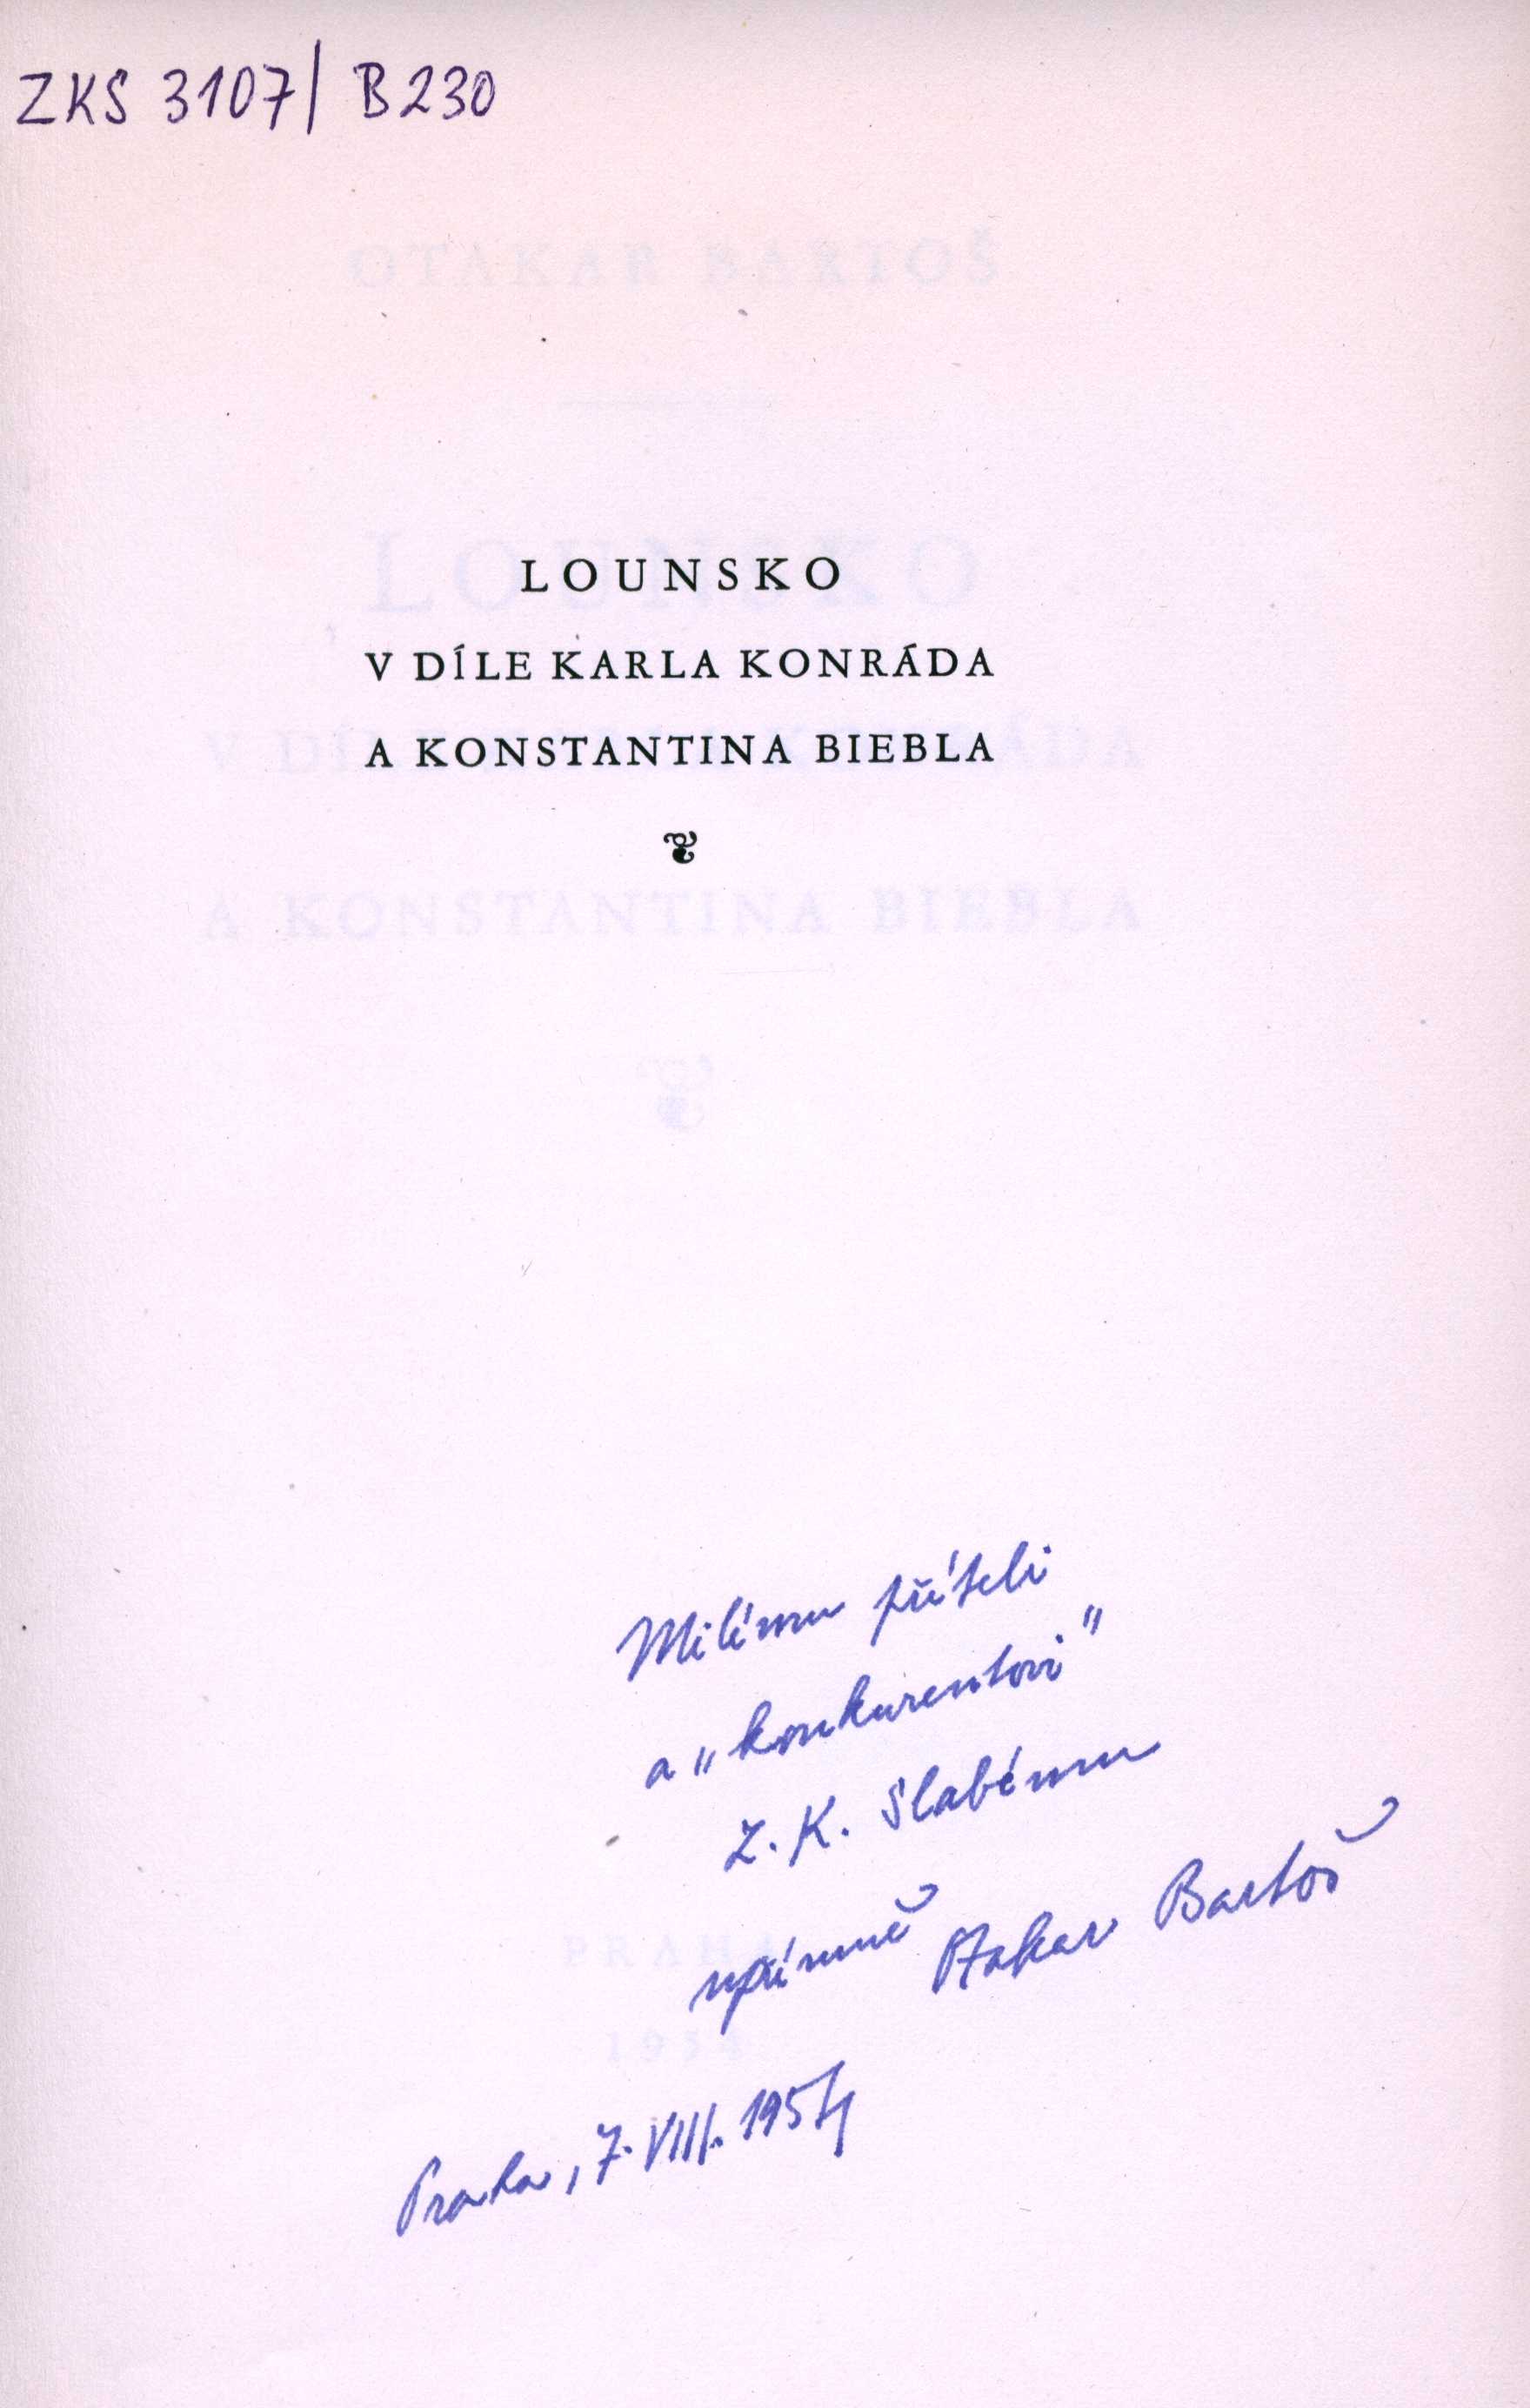 ZKS 3107/ B230
LOUNSKO
V DÍLE KARLA KONRÁDA
A KONSTANTINA BIEBLA
Milému příteli
a „konkurentovi"
Z. K. Slabému
upřímně Otakar Bartoš
Praha, 7. VIII. 1954